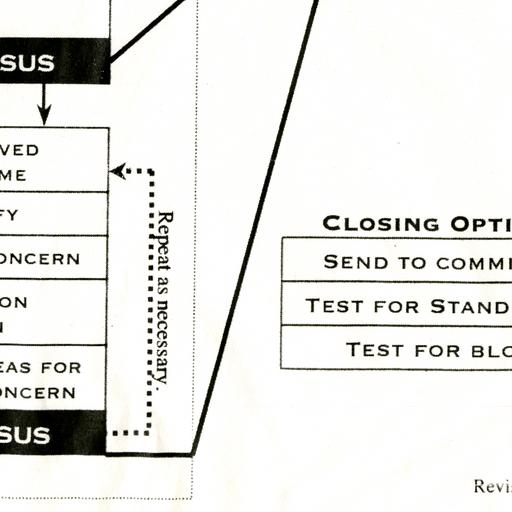 SUS
VED
ME
FY
ONCERN
ON
N
EAS FOR
ONCERN
SUS
Repeat as necessary.
CLOSING OPTI
SEND TO COMMI
TEST FOR STAND
TEST FOR BLO
Revi